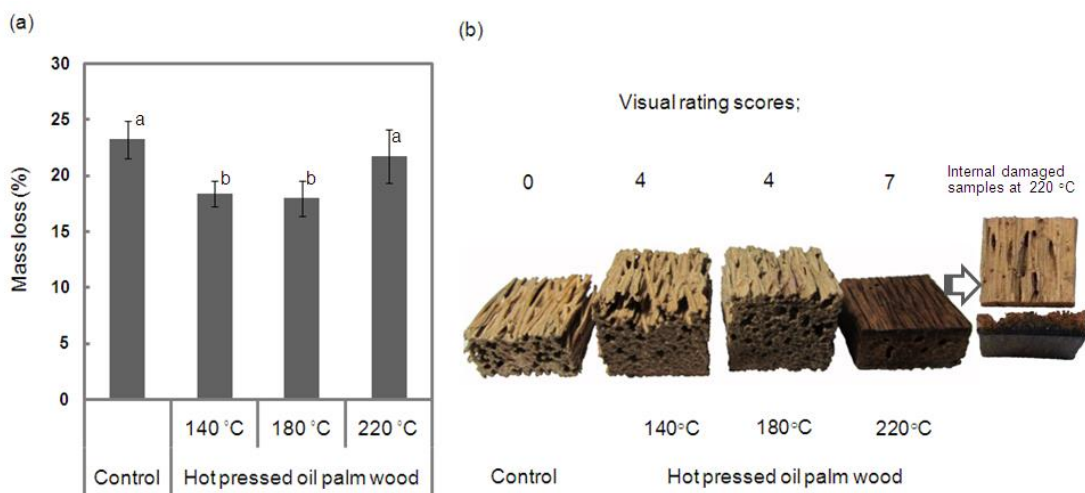 (a)
30
25
20
15
10
5
0
Mass loss (%)
a
b
b
a
140 °C 180 °C 220 °C
Control Hot pressed oil palm wood
(b)
Visual rating scores;
0 4 4 7
Internal damaged
samples at 220 °C
140°C 180°C 220°C
Control Hot pressed oil palm wood